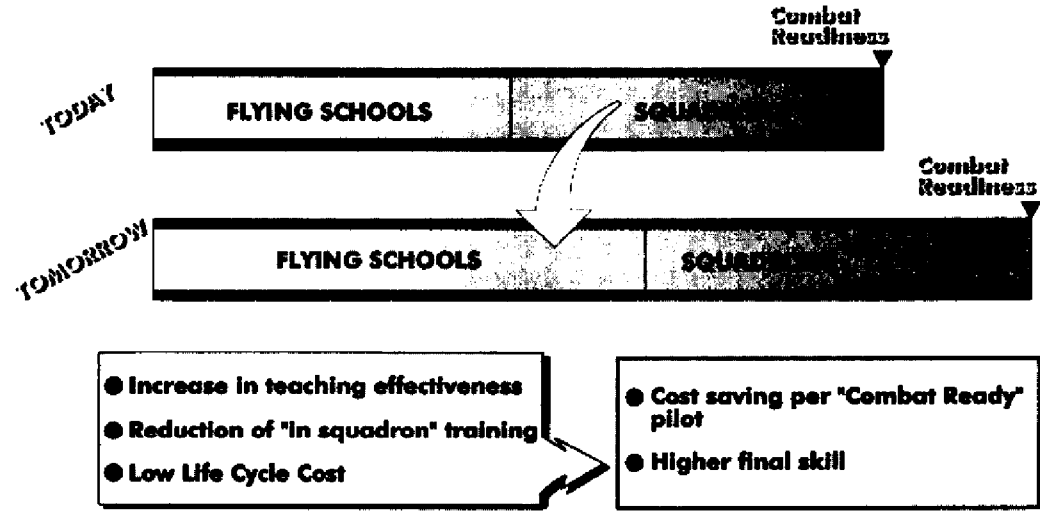 Combat
Readiness
TODAY
FLYING SCHOOLS
Combat
Readiness
TOMORROW
FLYING SCHOOLS
● Increase in teaching effectiveness
● Reduction of "in squadron" training
● Low Life Cycle Cost
● Cost saving per "Combat Ready"
pilot
● Higher final skill